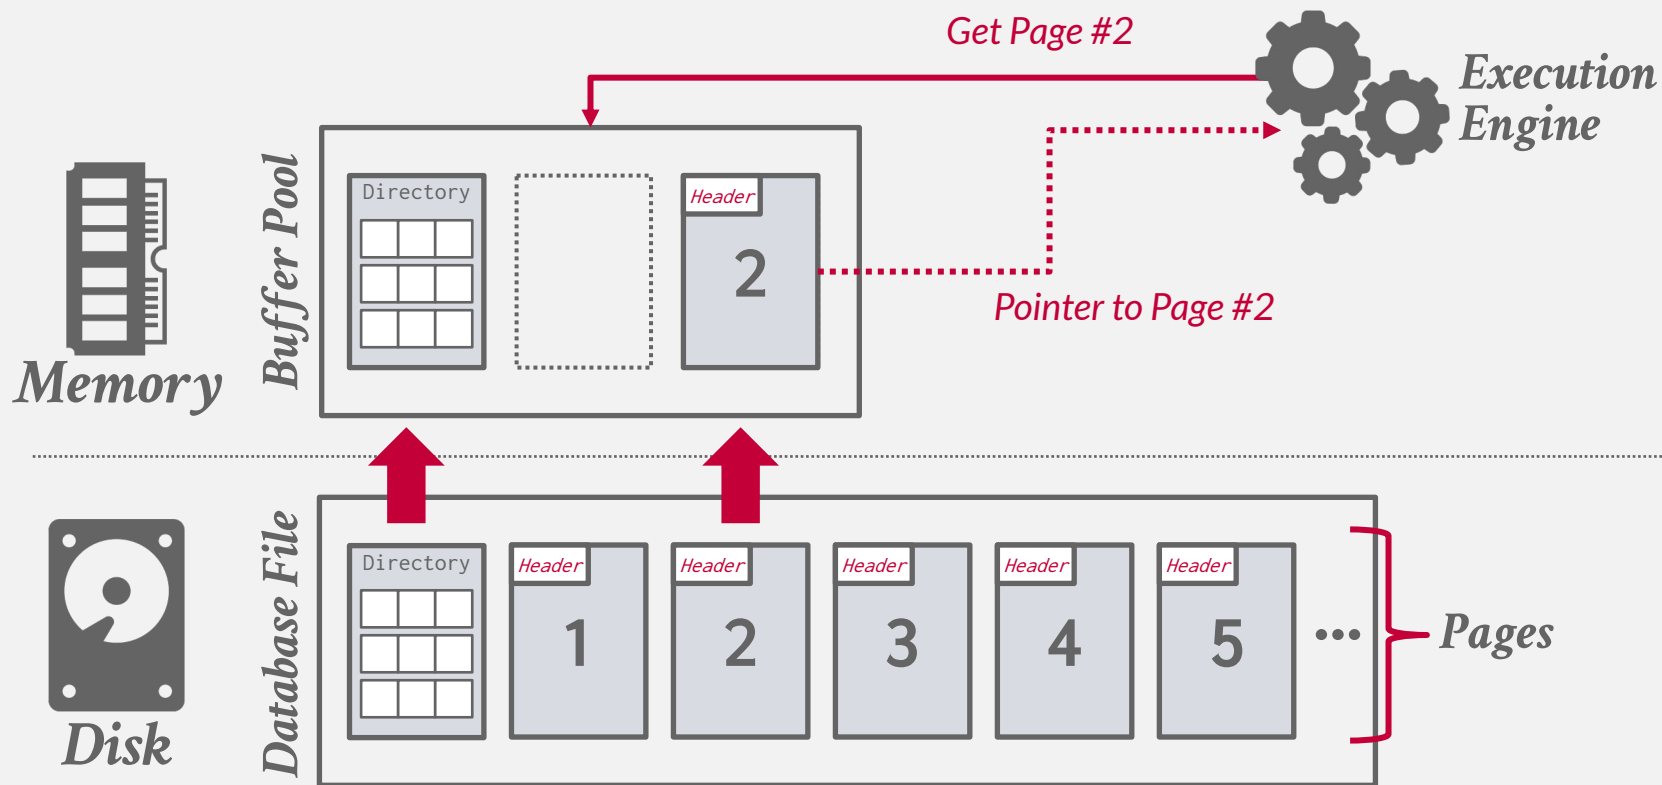 Get Page #2
Execution
Engine
Memory
Buffer Pool
Directory
Header
2
Pointer to Page #2
Disk
Database File
Directory
Header
1
Header
2
Header
3
Header
4
Header
5
...
Pages